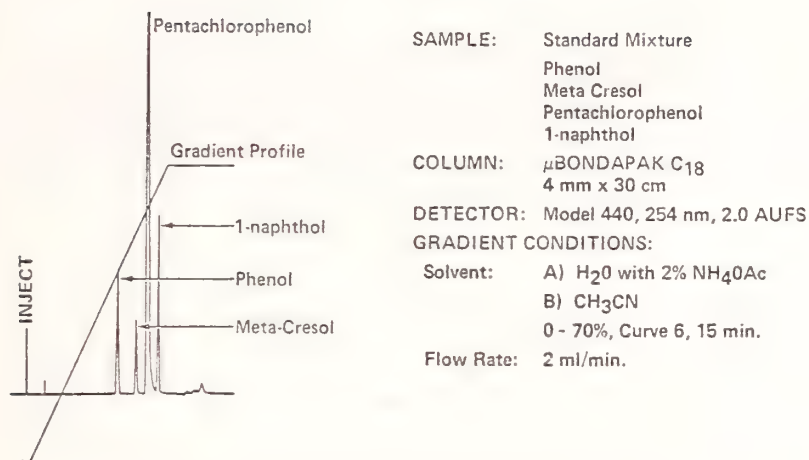 Pentachlorophenol
Gradient Profile
1-naphthol
Phenol
Meta-Cresol
INJECT
SAMPLE: Standard Mixture
Phenol
Meta Cresol
Pentachlorophenol
1-naphthol
COLUMN: µBONDAPAK C18
4 mm x 30 cm
DETECTOR: Model 440, 254 nm, 2.0 AUFS
GRADIENT CONDITIONS:
Solvent: A) H20 with 2% NH40Ac
B) CH3CN
0 - 70%, Curve 6, 15 min.
Flow Rate: 2 ml/min.